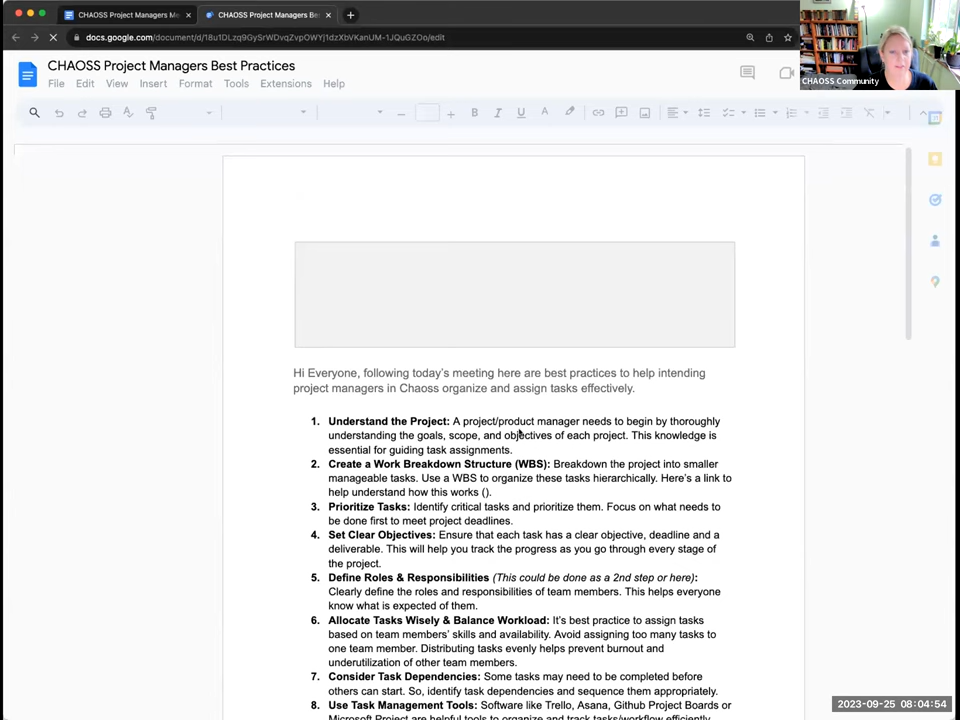 CHAOSS Project Managers Me
CHAOSS Project Managers Be
docs.google.com/document/d/18u1DLzq9GySrWDvqZvpOWYj1dzXbVKanUM-1JQuGZOo/edit
CHAOSS Project Managers Best Practices
File Edit View Insert Format Tools Extensions Help
CHAOSS Community
Hi Everyone, following today's meeting here are best practices to help intending
project managers in Chaoss organize and assign tasks effectively.
1. Understand the Project: A project/product manager needs to begin by thoroughly
understanding the goals, scope, and objectives of each project. This knowledge is
essential for guiding task assignments.
2. Create a Work Breakdown Structure (WBS): Breakdown the project into smaller
manageable tasks. Use a WBS to organize these tasks hierarchically. Here's a link to
help understand how this works ().
3. Prioritize Tasks: Identify critical tasks and prioritize them. Focus on what needs to
be done first to meet project deadlines.
4. Set Clear Objectives: Ensure that each task has a clear objective, deadline and a
deliverable. This will help you track the progress as you go through every stage of
the project.
5. Define Roles & Responsibilities (This could be done as a 2nd step or here):
Clearly define the roles and responsibilities of team members. This helps everyone
know what is expected of them.
6. Allocate Tasks Wisely & Balance Workload: It's best practice to assign tasks
based on team members' skills and availability. Avoid assigning too many tasks to
one team member. Distributing tasks evenly helps prevent burnout and
underutilization of other team members.
7. Consider Task Dependencies: Some tasks may need to be completed before
others can start. So, identify task dependencies and sequence them appropriately.
8. Use Task Management Tools: Software like Trello, Asana, Github Project Boards or
Microsoft Project are helpful tools to organize and track tasks/workflow efficiently
2023-09-25 08:04:54